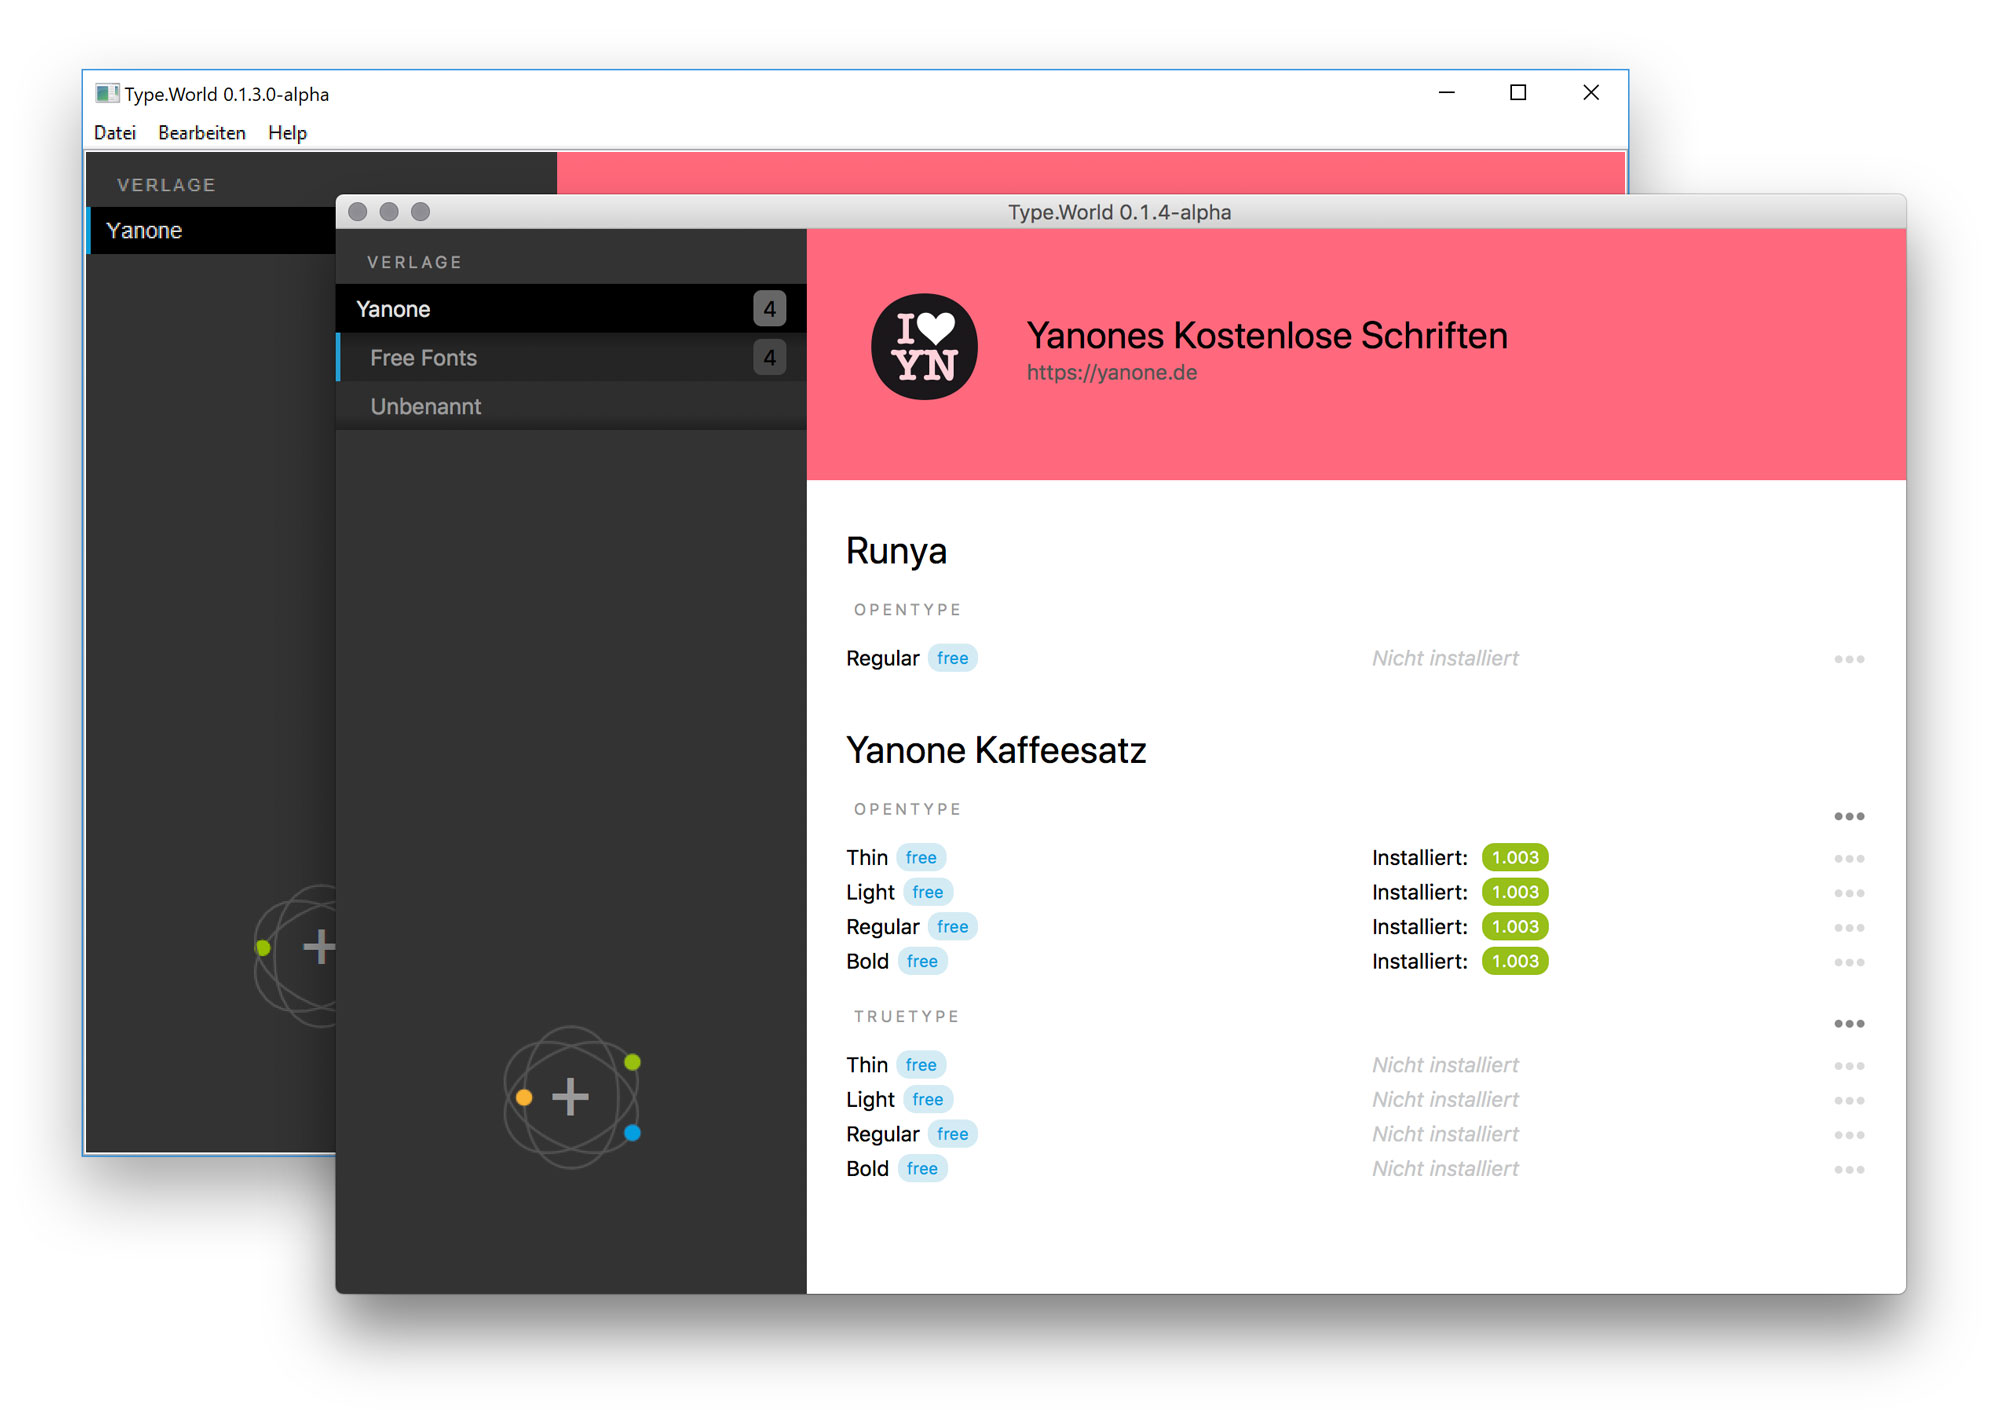 Type.World 0.1.3.0-alpha
Datei Bearbeiten Help
VERLAGE
Yanone
Type.World 0.1.4-alpha
VERLAGE
Yanone 4
Free Fonts 4
Unbenannt
I
YN
Yanones Kostenlose Schriften
https://yanone.de
Runya
OPENTYPE
Regular free Nicht installiert
Yanone Kaffeesatz
OPENTYPE
Thin free Installiert: 1.003
Light free Installiert: 1.003
Regular free Installiert: 1.003
Bold free Installiert: 1.003
TRUETYPE
Thin free Nicht installiert
Light free Nicht installiert
Regular free Nicht installiert
Bold free Nicht installiert